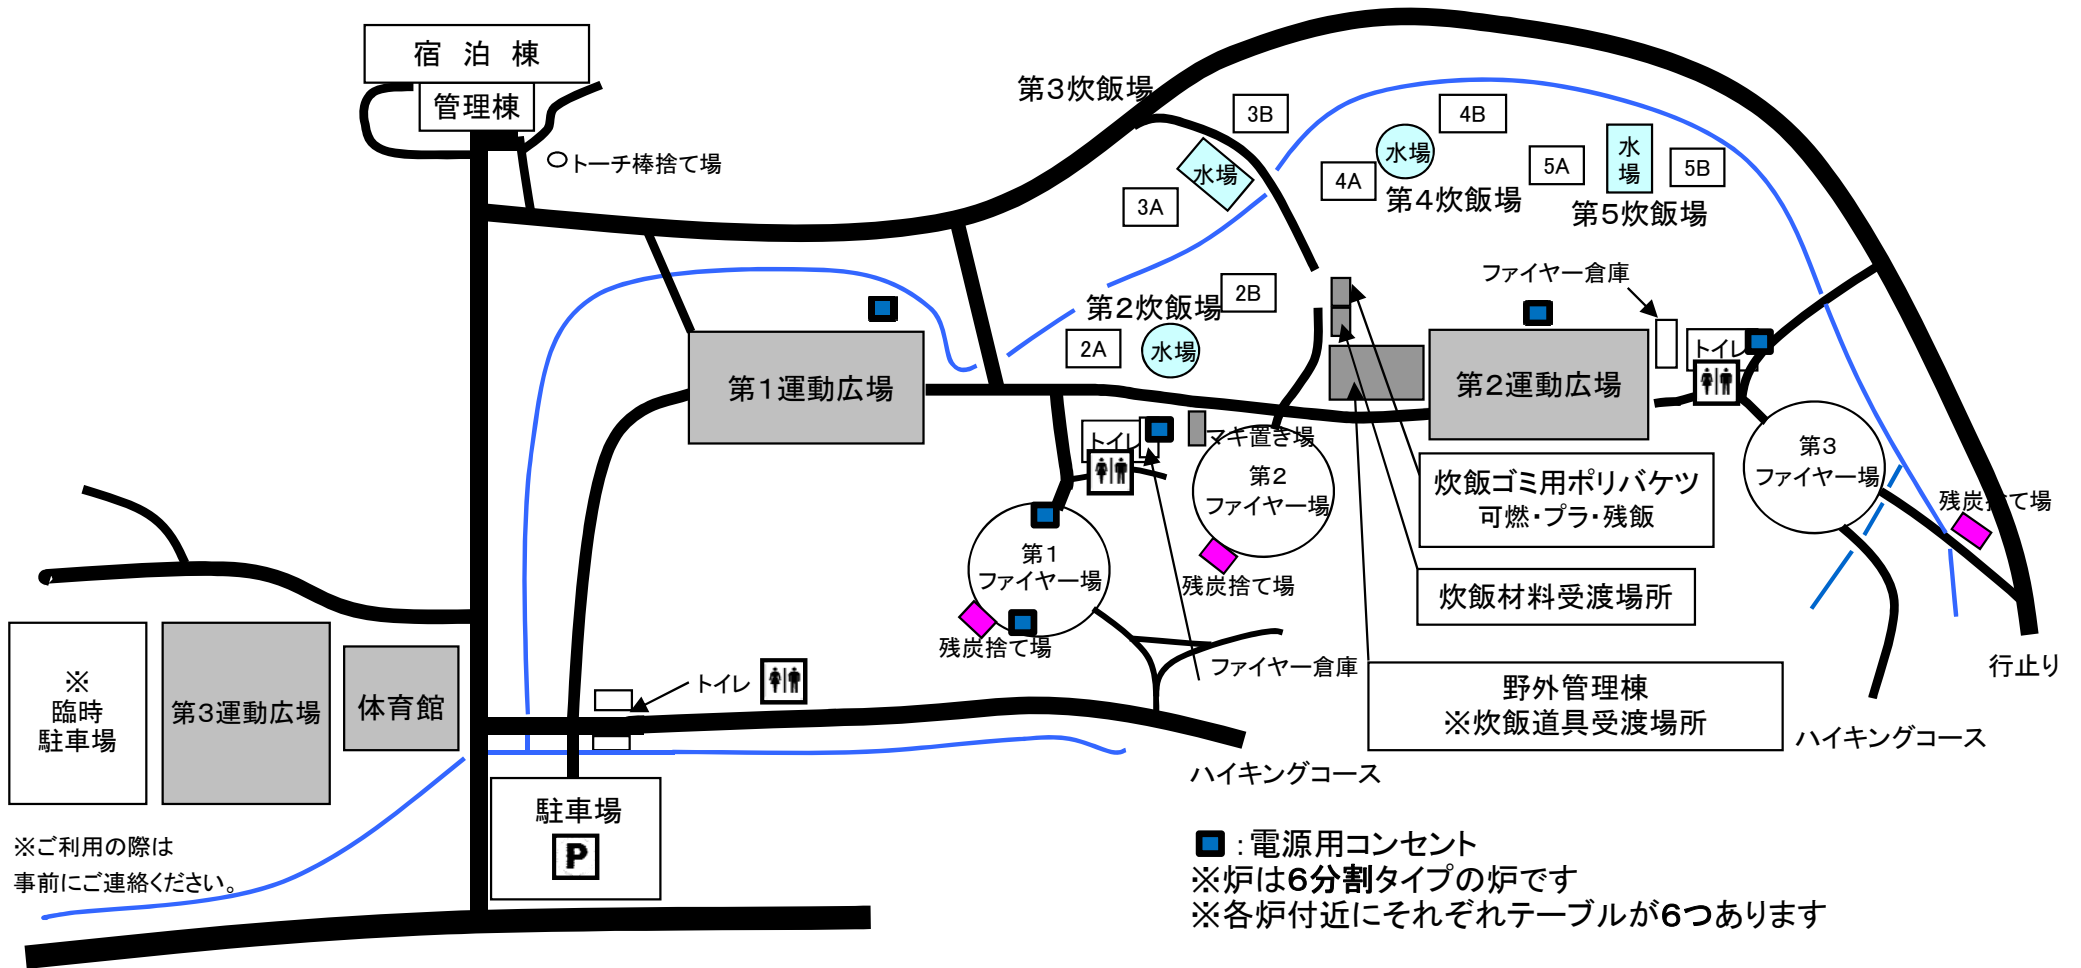 宿 泊 棟
管理棟
トーチ棒捨て場
第3炊飯場
3B
4B
水場
水場
水
場
3A
4A
5A
5B
第4炊飯場
第5炊飯場
ファイヤー倉庫
第2炊飯場
2B
2A
水場
第1運動広場
第2運動広場
トイレ
トイレ
マキ置き場
第2
ファイヤー場
第3
ファイヤー場
炊飯ゴミ用ポリバケツ
可燃・プラ・残飯
残炭捨て場
第1
ファイヤー場
残炭捨て場
炊飯材料受渡場所
残炭捨て場
ファイヤー倉庫
行止り
※
臨時
駐車場
第3運動広場
体育館
トイレ
野外管理棟
※炊飯道具受渡場所
ハイキングコース
ハイキングコース
駐車場
P
※ご利用の際は
事前にご連絡ください。
:電源用コンセント
※炉は6分割タイプの炉です
※各炉付近にそれぞれテーブルが6つあります